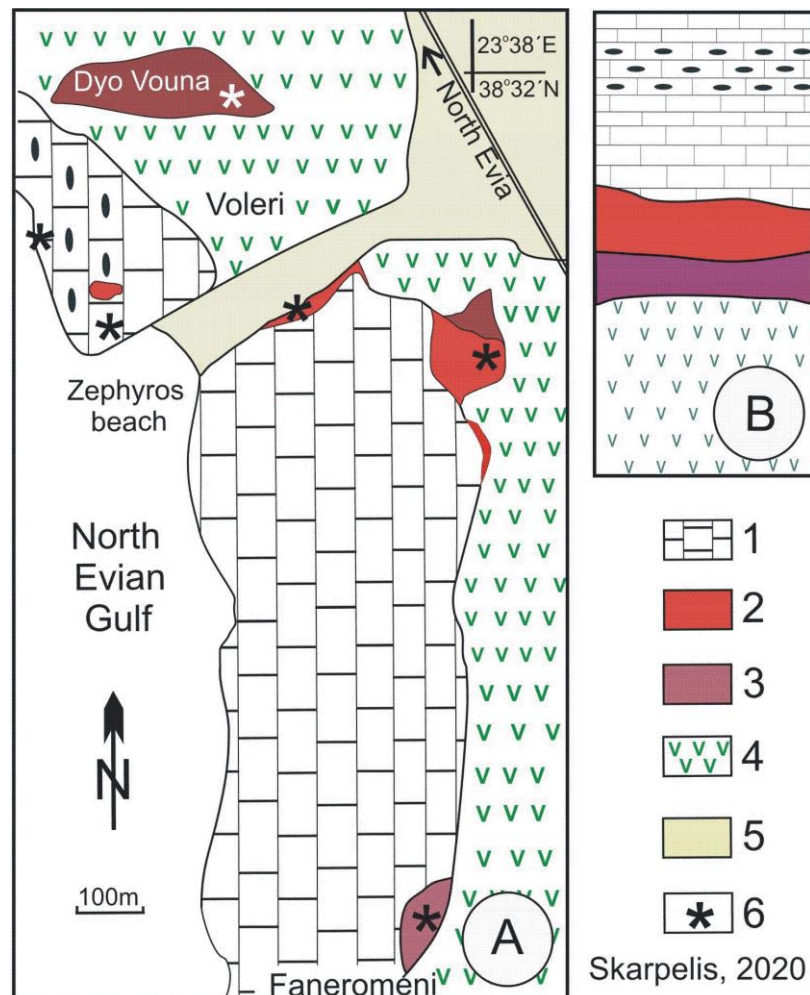 Dyo Vouna
*
23°38´E
38°32´N
North Evia
Voleri
*
*
*
*
Zephyros
beach
North
Evian
Gulf
N
100m
*
Faneromeni
A
B
1
2
3
4
5
* 6
Skarpelis, 2020